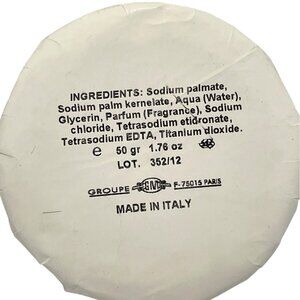 INGREDIENTS: Sodium palmate,
Sodium palm kernelate, Aqua (Water),
Glycerin, Parfum (Fragrance), Sodium
chloride, Tetrasodium etidronate,
Tetrasodium EDTA, Titanium dioxide.
℮ 50 gr 1.76 oz
LOT. 352/12
GROUPE GM F-75015 PARIS
MADE IN ITALY